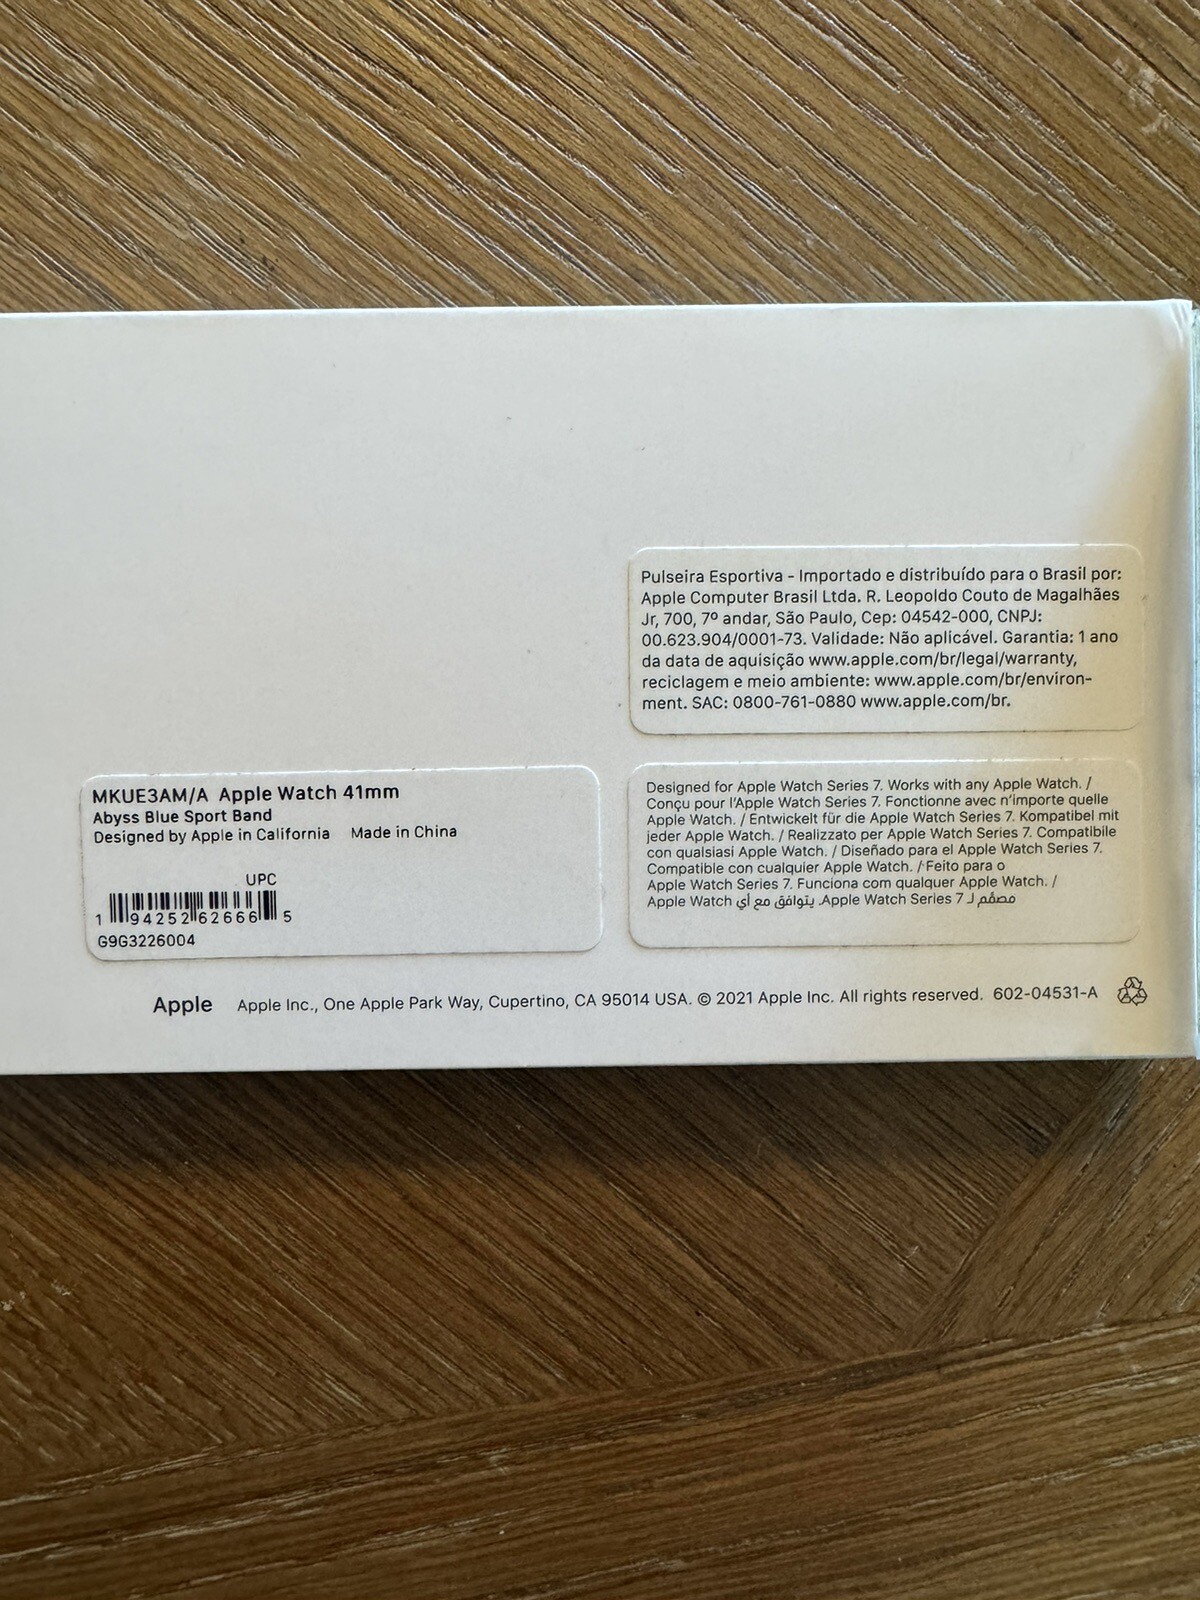 Pulseira Esportiva - Importado e distribuído para o Brasil por:
Apple Computer Brasil Ltda. R. Leopoldo Couto de Magalhães
Jr, 700, 7º andar, São Paulo, Cep: 04542-000, CNPJ:
00.623.904/0001-73. Validade: Não aplicável. Garantia: 1 ano
da data de aquisição www.apple.com/br/legal/warranty,
reciclagem e meio ambiente: www.apple.com/br/environ-
ment. SAC: 0800-761-0880 www.apple.com/br.
MKUE3AM/A Apple Watch 41mm
Abyss Blue Sport Band
Designed by Apple in California Made in China
UPC
1 94252 62666 5
G9G3226004
Designed for Apple Watch Series 7. Works with any Apple Watch. /
Conçu pour l'Apple Watch Series 7. Fonctionne avec n'importe quelle
Apple Watch. / Entwickelt für die Apple Watch Series 7. Kompatibel mit
jeder Apple Watch. / Realizzato per Apple Watch Series 7. Compatibile
con qualsiasi Apple Watch. / Diseñado para el Apple Watch Series 7.
Compatible con cualquier Apple Watch. / Feito para o
Apple Watch Series 7. Funciona com qualquer Apple Watch. /
مصمَّم لـ Apple Watch Series 7. يتوافق مع أي Apple Watch
Apple Apple Inc., One Apple Park Way, Cupertino, CA 95014 USA. © 2021 Apple Inc. All rights reserved. 602-04531-A